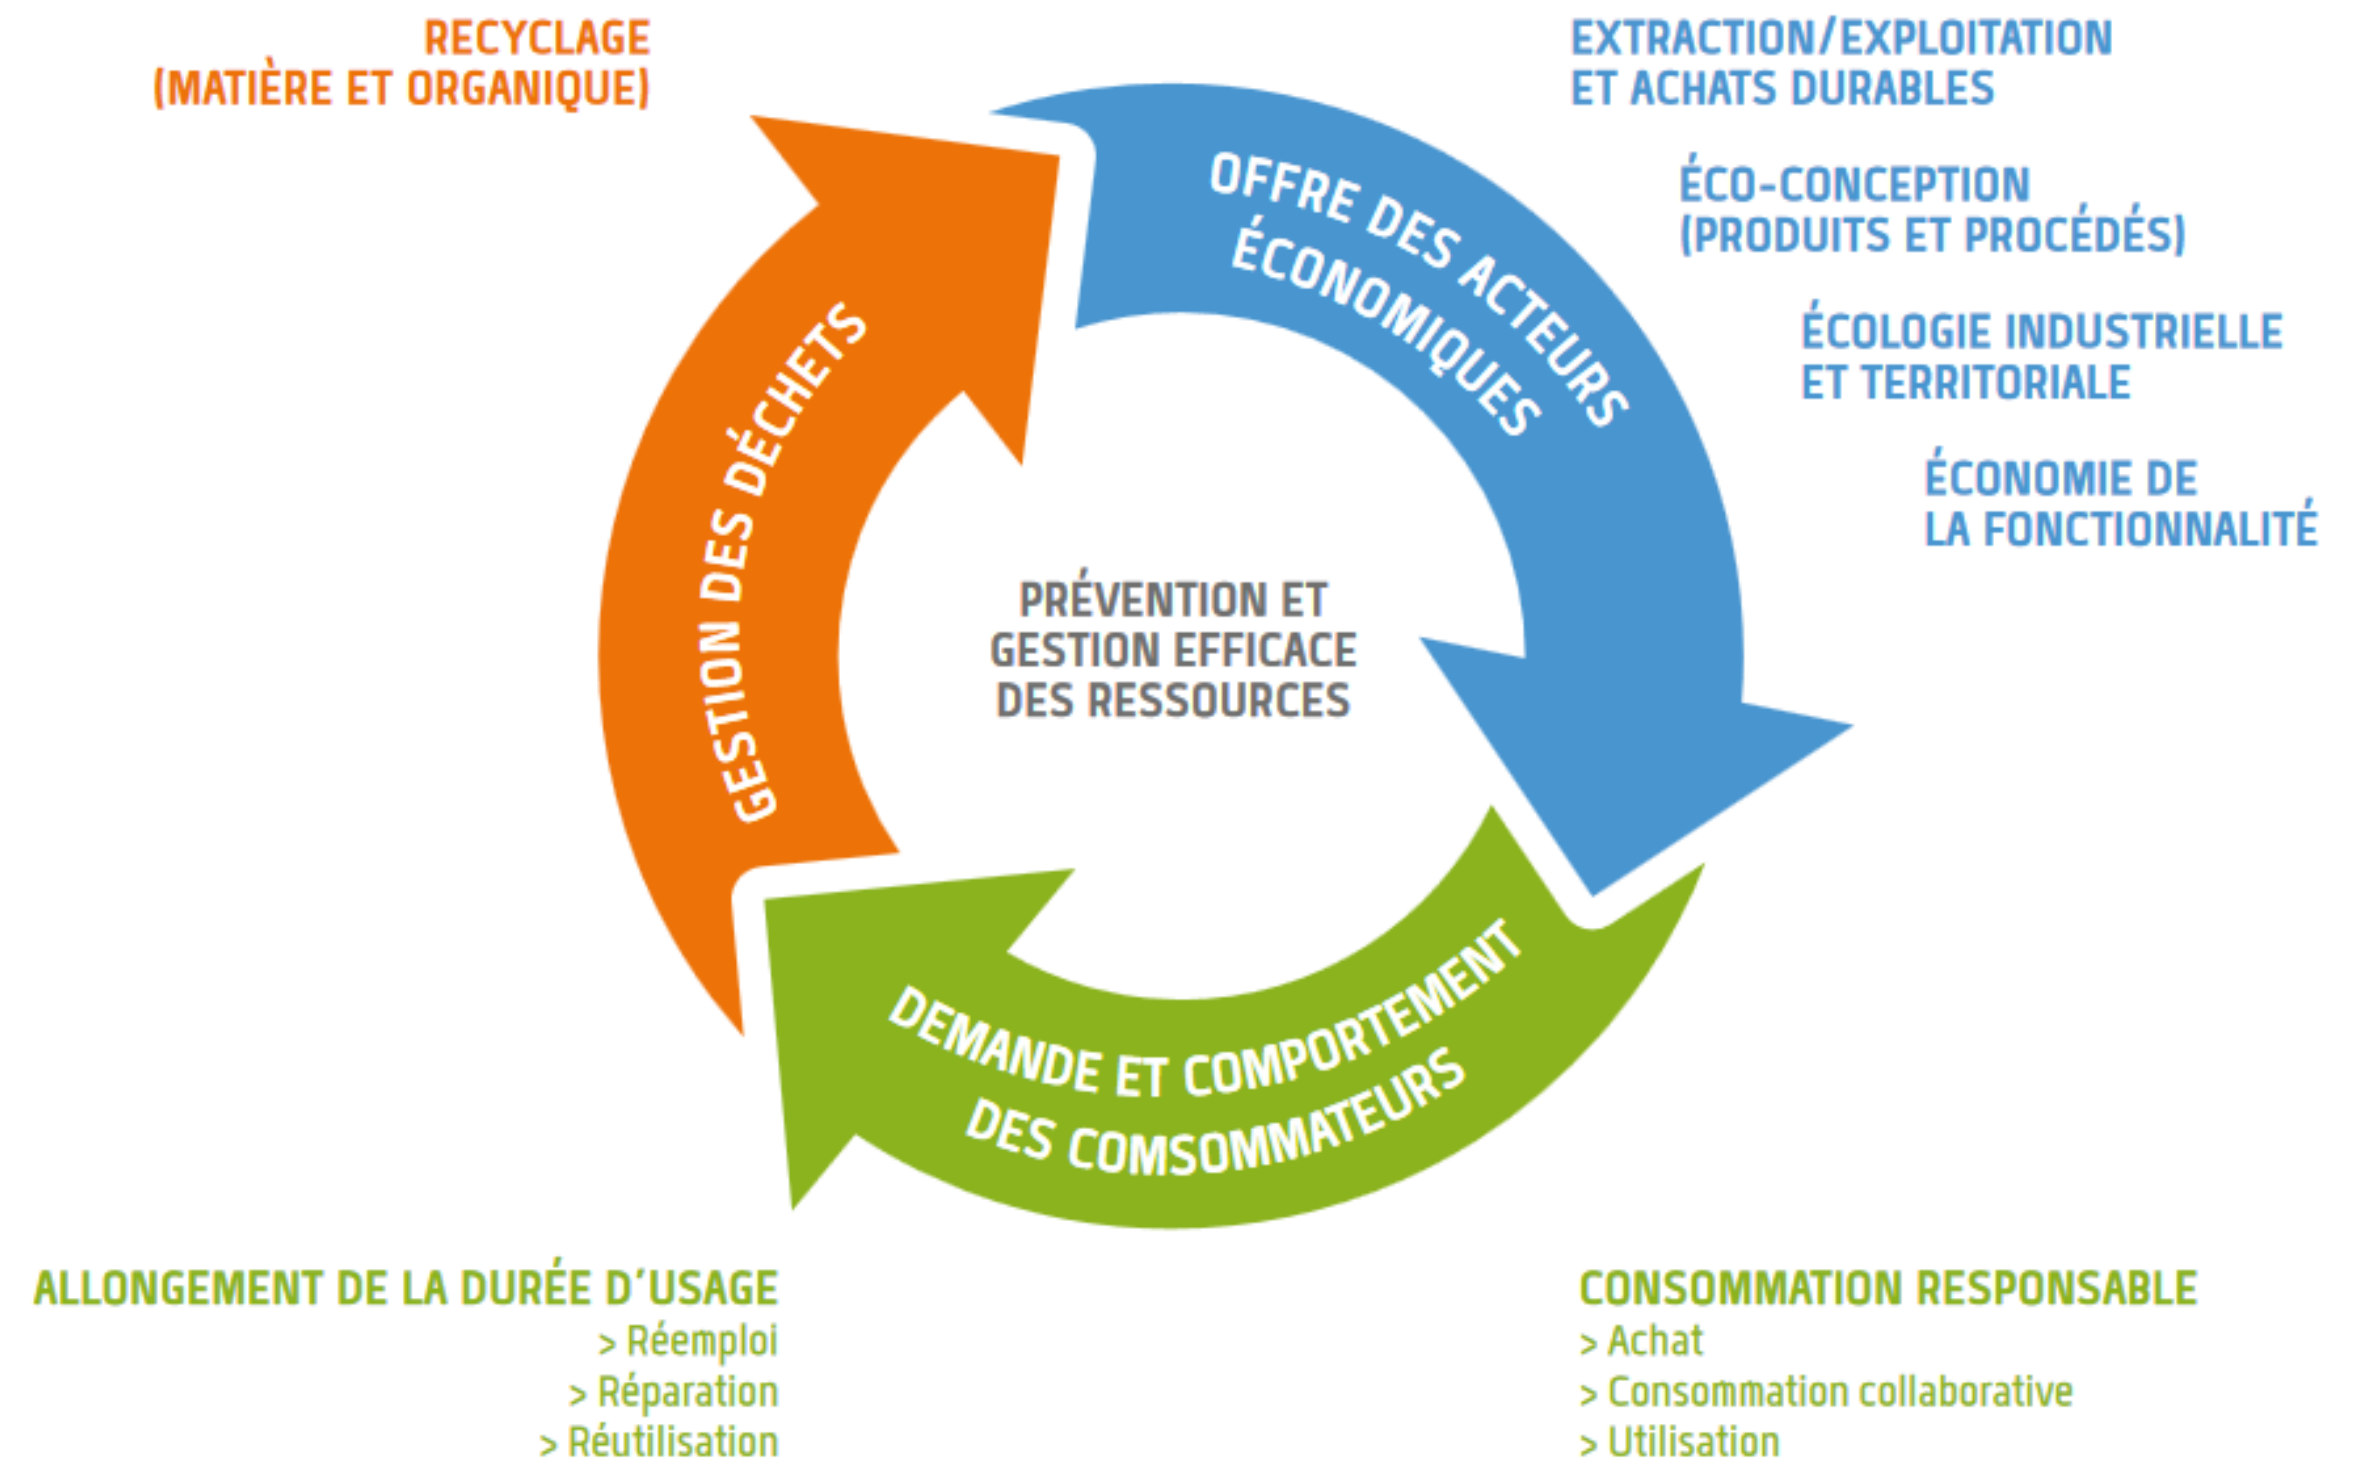 RECYCLAGE
(MATIÈRE ET ORGANIQUE)
EXTRACTION/EXPLOITATION
ET ACHATS DURABLES
ÉCO-CONCEPTION
(PRODUITS ET PROCÉDÉS)
ÉCOLOGIE INDUSTRIELLE
ET TERRITORIALE
ÉCONOMIE DE
LA FONCTIONNALITÉ
OFFRE DES ACTEURS
ÉCONOMIQUES
GESTION DES DÉCHETS
PRÉVENTION ET
GESTION EFFICACE
DES RESSOURCES
DEMANDE ET COMPORTEMENT
DES COMSOMMATEURS
ALLONGEMENT DE LA DURÉE D'USAGE
> Réemploi
> Réparation
> Réutilisation
CONSOMMATION RESPONSABLE
> Achat
> Consommation collaborative
> Utilisation